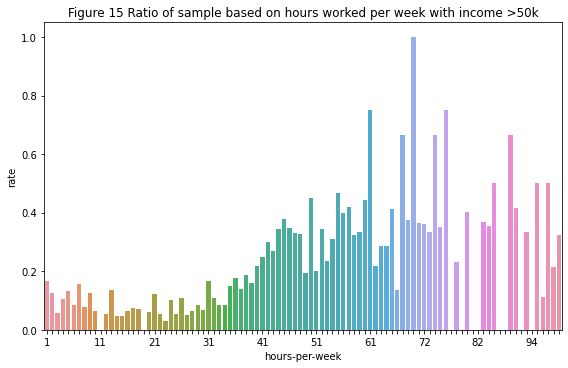 Figure 15 Ratio of sample based on hours worked per week with income >50k
1.0
0.8
0.6
0.4
0.2
0.0
rate
1 11 21 31 41 51 61 72 82 94
hours-per-week